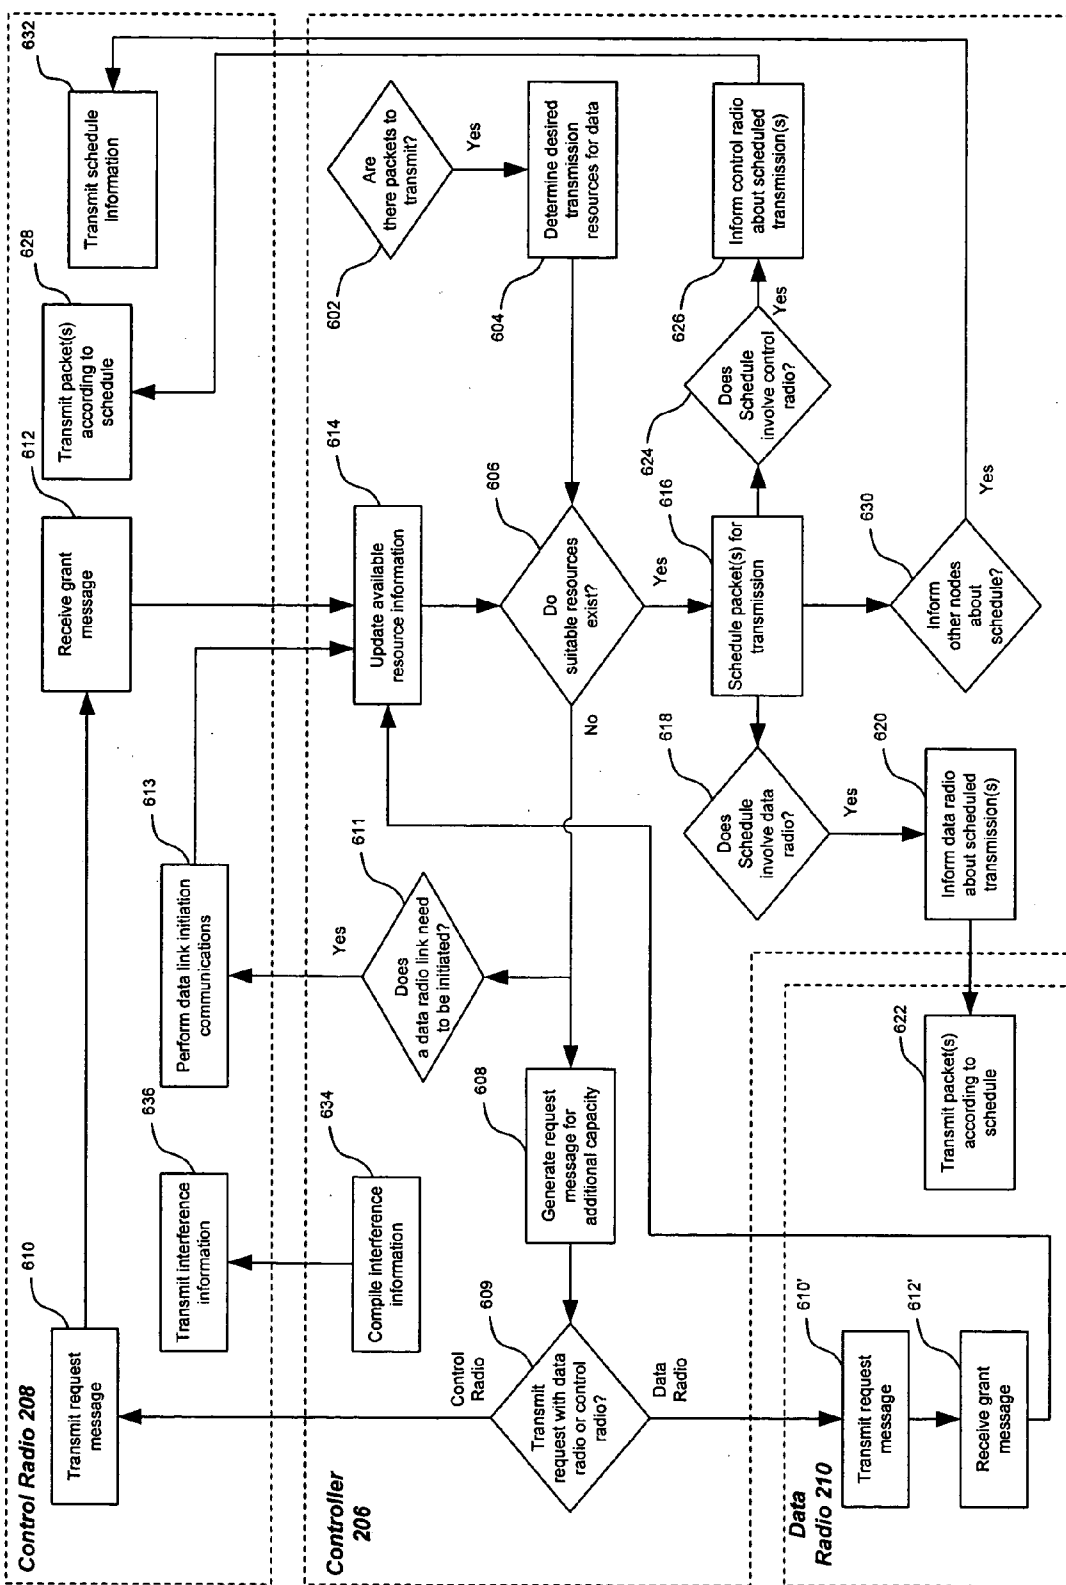 Control Radio 208
610
Transmit request
message
636
Transmit interference
information
613
Perform data link initiation
communications
612
Receive grant
message
628
Transmit packet(s)
according to
schedule
632
Transmit schedule
information
Controller
206
609
Transmit
request with data
radio or control
radio?
Control
Radio
Data
Radio
634
Compile interference
information
608
Generate request
message for
additional capacity
611
Does
a data radio link need
to be initiated?
Yes
614
Update available
resource information
606
Do
suitable resources
exist?
No
Yes
602
Are
there packets to
transmit?
Yes
604
Determine desired
transmission
resources for data
616
Schedule packet(s) for
transmission
618
Does
Schedule
involve data
radio?
Yes
620
Inform data radio
about scheduled
transmission(s)
624
Does
Schedule
involve control
radio?
Yes
626
Inform control radio
about scheduled
transmission(s)
630
Inform
other nodes
about
schedule?
Yes
Data
Radio 210
610'
Transmit request
message
612'
Receive grant
message
622
Transmit packet(s)
according to
schedule